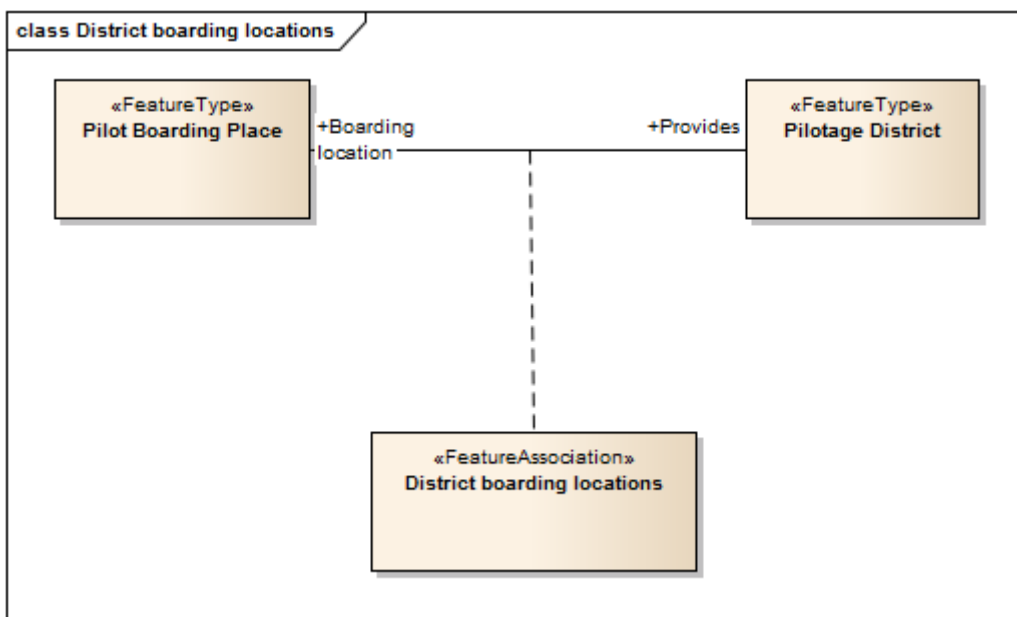 class District boarding locations
«FeatureType»
Pilot Boarding Place
+Boarding
location
+Provides
«FeatureType»
Pilotage District
«FeatureAssociation»
District boarding locations